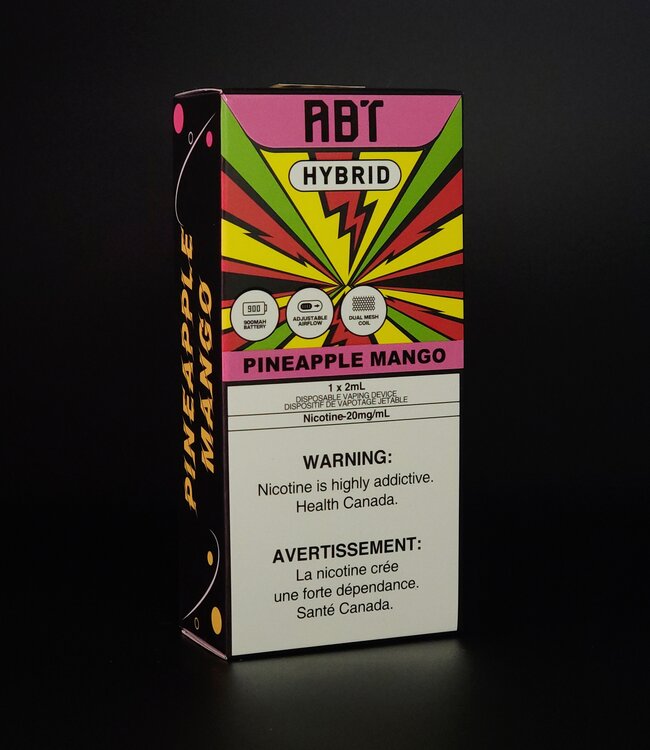 ABT
HYBRID
900
900MAH
BATTERY
ADJUSTABLE
AIRFLOW
DUAL MESH
COIL
PINEAPPLE MANGO
1 x 2mL
DISPOSABLE VAPING DEVICE
DISPOSITIF DE VAPOTAGE JETABLE
Nicotine-20mg/mL
WARNING:
Nicotine is highly addictive.
Health Canada.
AVERTISSEMENT:
La nicotine crée
une forte dépendance.
Santé Canada.
PINEAPPLE
MANGO